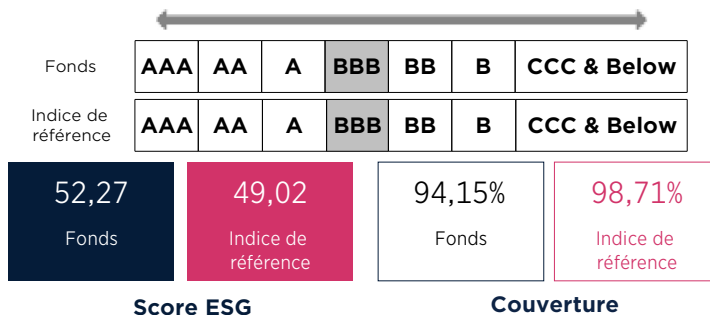 Fonds AAA AA A BBB BB B CCC & Below
Indice de référence AAA AA A BBB BB B CCC & Below
52,27 49,02 94,15% 98,71%
Fonds Indice de référence Fonds Indice de référence
Score ESG Couverture